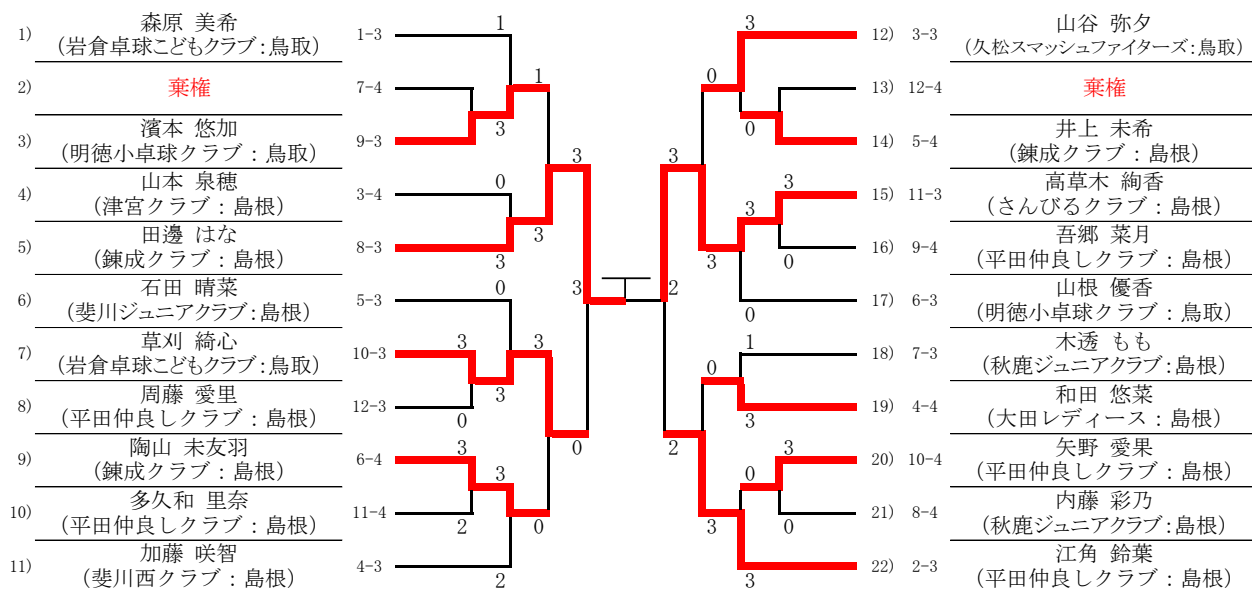 1) 森原 美希 1-3
(岩倉卓球こどもクラブ:鳥取)
2) 棄権 7-4
3) 濱本 悠加 9-3
(明徳小卓球クラブ:鳥取)
4) 山本 泉穂 3-4
(津宮クラブ:島根)
5) 田邊 はな 8-3
(錬成クラブ:島根)
6) 石田 晴菜 5-3
(斐川ジュニアクラブ:島根)
7) 草刈 綺心 10-3
(岩倉卓球こどもクラブ:鳥取)
8) 周藤 愛里 12-3
(平田仲良しクラブ:島根)
9) 陶山 未友羽 6-4
(錬成クラブ:島根)
10) 多久和 里奈 11-4
(平田仲良しクラブ:島根)
11) 加藤 咲智 4-3
(斐川西クラブ:島根)
1
1
3
3
0
3
3
0
3
3
3
3
0
0
3
3
2
0
2
3
2
3
0
0
3
3
3
0
3
0
1
0
3
2
3
0
0
3
3
12) 3-3 山谷 弥夕
(久松スマッシュファイターズ:鳥取)
13) 12-4 棄権
14) 5-4 井上 未希
(錬成クラブ:島根)
15) 11-3 高草木 絢香
(さんびるクラブ:島根)
16) 9-4 吾郷 菜月
(平田仲良しクラブ:島根)
17) 6-3 山根 優香
(明徳小卓球クラブ:鳥取)
18) 7-3 木透 もも
(秋鹿ジュニアクラブ:島根)
19) 4-4 和田 悠菜
(大田レディース:島根)
20) 10-4 矢野 愛果
(平田仲良しクラブ:島根)
21) 8-4 内藤 彩乃
(秋鹿ジュニアクラブ:島根)
22) 2-3 江角 鈴葉
(平田仲良しクラブ:島根)